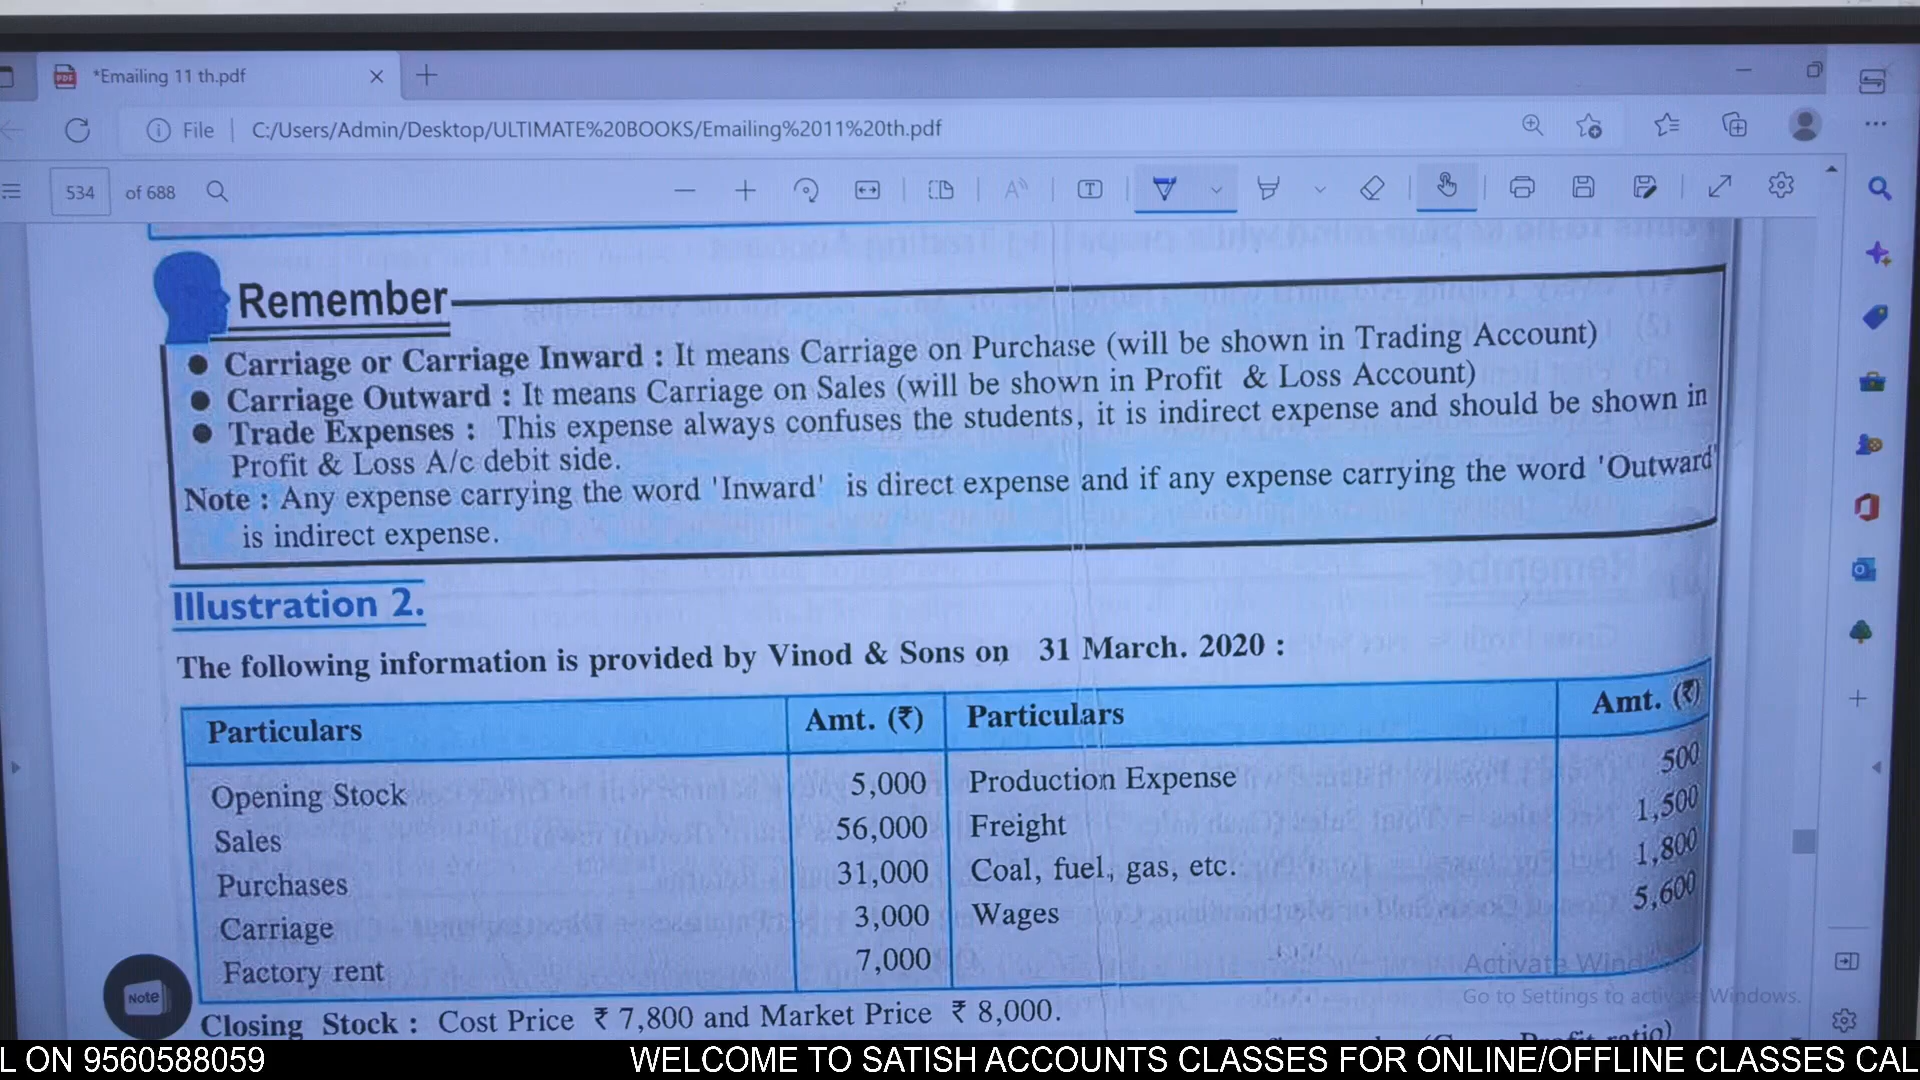 *Emailing 11 th.pdf
File C:/Users/Admin/Desktop/ULTIMATE%20BOOKS/Emailing%2011%20th.pdf
534 of 688
Remember
● Carriage or Carriage Inward : It means Carriage on Purchase (will be shown in Trading Account)
● Carriage Outward : It means Carriage on Sales (will be shown in Profit & Loss Account)
● Trade Expenses : This expense always confuses the students, it is indirect expense and should be shown in
Profit & Loss A/c debit side.
Note : Any expense carrying the word 'Inward' is direct expense and if any expense carrying the word 'Outward'
is indirect expense.
Illustration 2.
The following information is provided by Vinod & Sons on 31 March. 2020 :
Particulars Amt. (₹) Particulars Amt. (₹)
Opening Stock 5,000 Production Expense 500
Sales 56,000 Freight 1,500
Purchases 31,000 Coal, fuel, gas, etc. 1,800
Carriage 3,000 Wages 5,600
Factory rent 7,000
Activate Windows
Go to Settings to activate Windows.
Note
Closing Stock : Cost Price ₹ 7,800 and Market Price ₹ 8,000.
L ON 9560588059 WELCOME TO SATISH ACCOUNTS CLASSES FOR ONLINE/OFFLINE CLASSES CAL